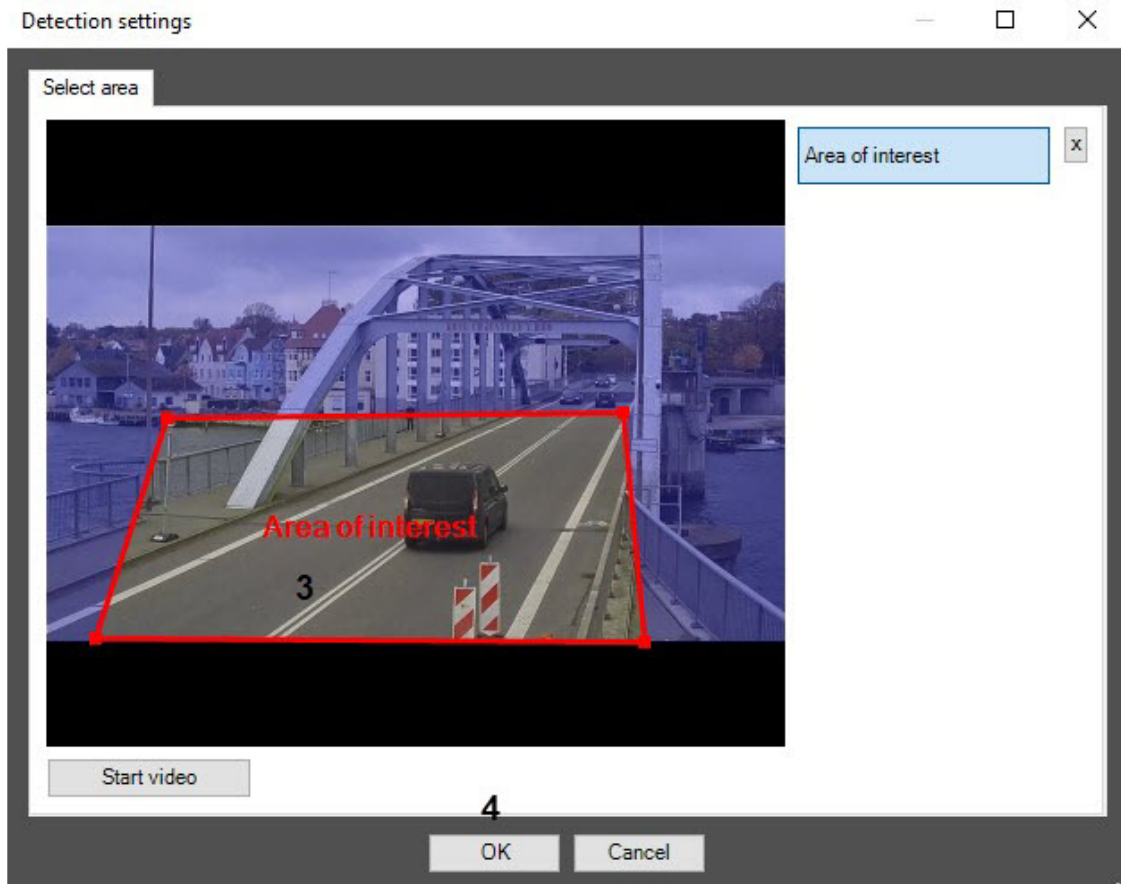 Detection settings
Select area
Area of interest
x
Area of interest
3
Start video
4
OK
Cancel